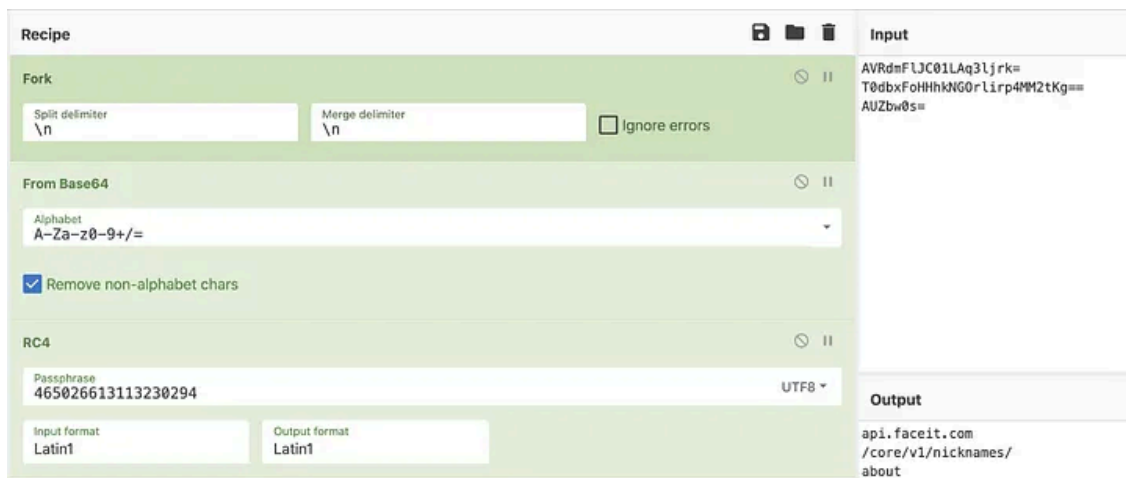 Recipe
Fork
Split delimiter
\n
Merge delimiter
\n
Ignore errors
From Base64
Alphabet
A-Za-z0-9+/=
Remove non-alphabet chars
RC4
Passphrase
465026613113230294
UTF8
Input format
Latin1
Output format
Latin1
Input
AVRdmFlJC01LAq3ljrk=
T0dbxFoHHhkNGOrlirp4MM2tKg==
AUZbw0s=
Output
api.faceit.com
/core/v1/nicknames/
about